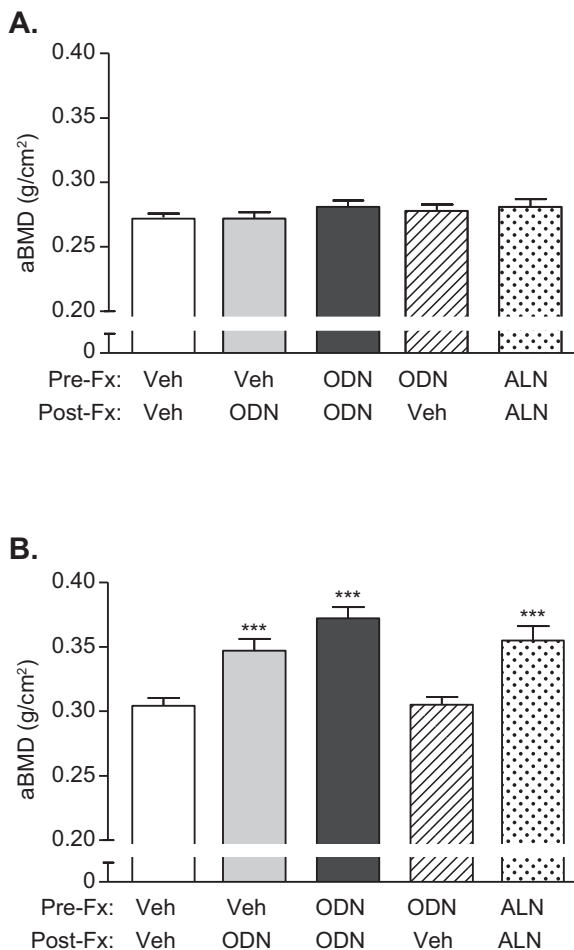 A.
0.40
0.35
0.30
0.25
0.20
0
aBMD (g/cm²)
Pre-Fx: Veh Veh ODN ODN ALN
Post-Fx: Veh ODN ODN Veh ALN
B.
0.40
0.35
0.30
0.25
0.20
0
aBMD (g/cm²)
*** *** ***
Pre-Fx: Veh Veh ODN ODN ALN
Post-Fx: Veh ODN ODN Veh ALN